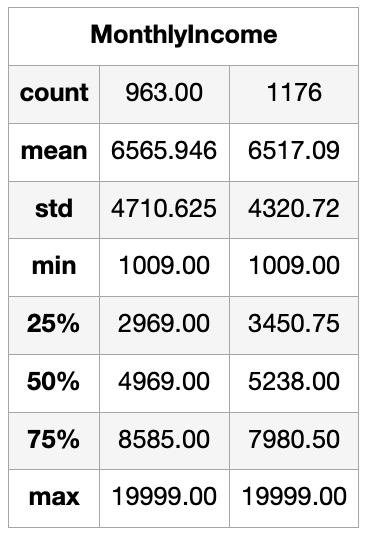 MonthlyIncome
count 963.00 1176
mean 6565.946 6517.09
std 4710.625 4320.72
min 1009.00 1009.00
25% 2969.00 3450.75
50% 4969.00 5238.00
75% 8585.00 7980.50
max 19999.00 19999.00